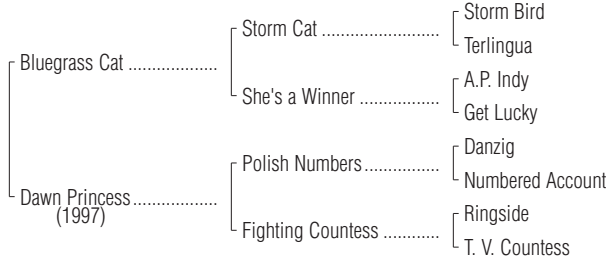 Storm Bird
Storm Cat ......................
Terlingua
Bluegrass Cat ...................
A.P. Indy
She's a Winner .................
Get Lucky
Danzig
Polish Numbers................
Numbered Account
Dawn Princess..................
(1997)
Ringside
Fighting Countess ............
T. V. Countess